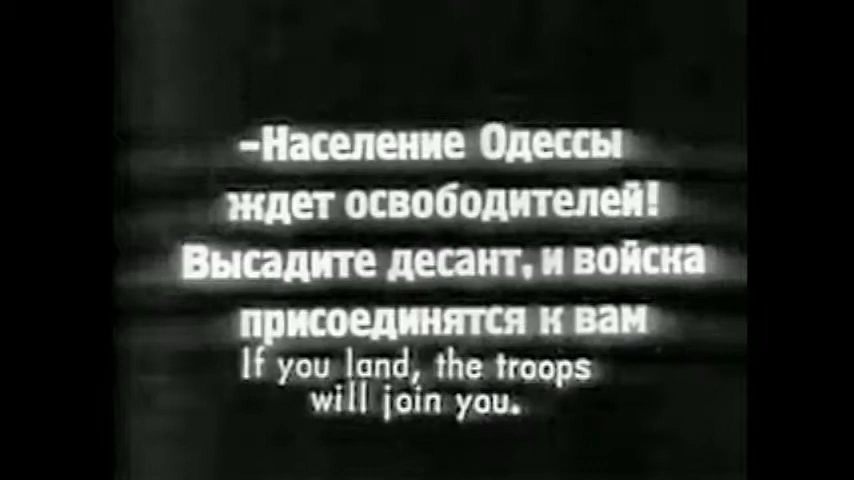 -Население Одессы
ждет освободителей!
Высадите десант, и войска
присоединятся к вам
If you land, the troops
will join you.